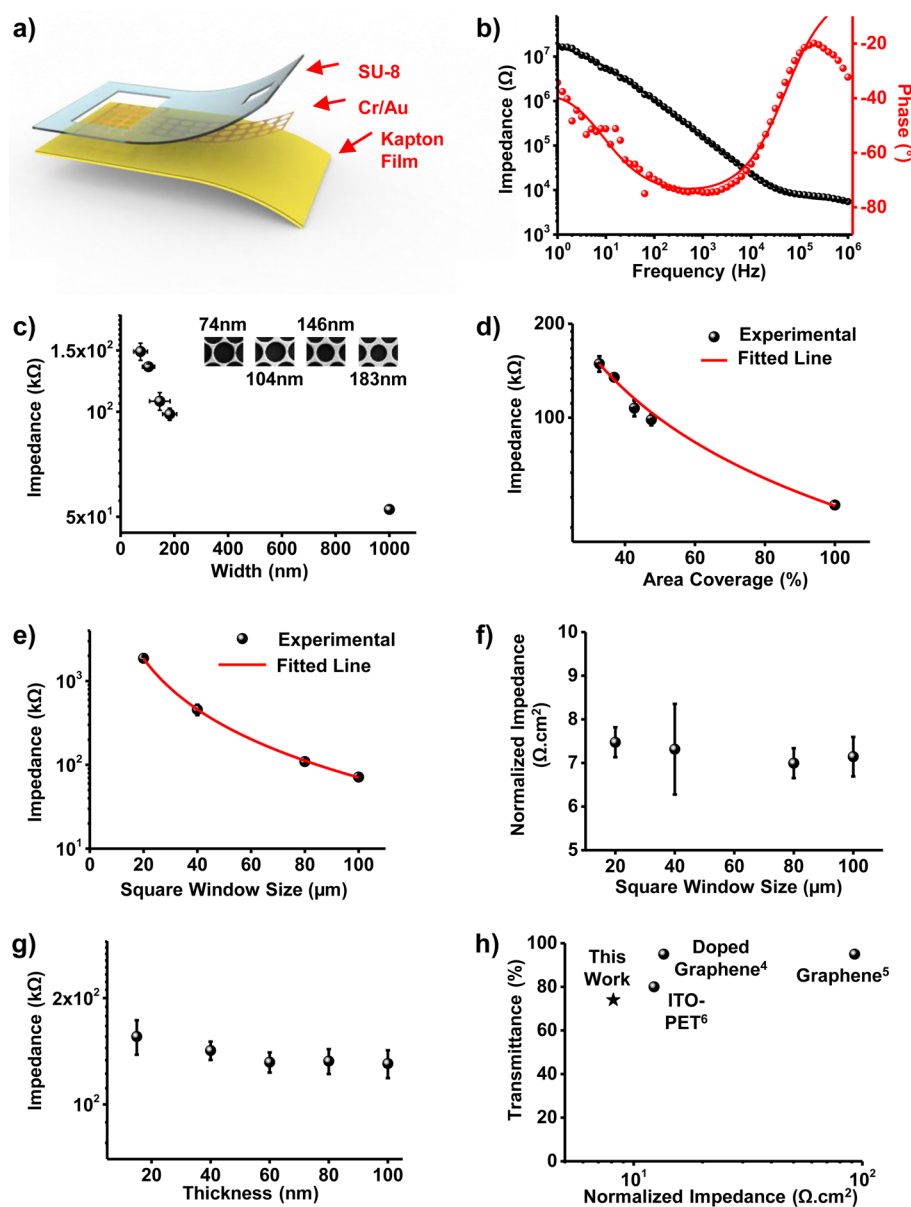 a)
SU-8
Cr/Au
Kapton
Film
b)
Impedance (Ω)
10⁷
10⁶
10⁵
10⁴
10³
-20
-40
-60
-80
Phase (°)
10⁰ 10¹ 10² 10³ 10⁴ 10⁵ 10⁶
Frequency (Hz)
c)
74nm 146nm
104nm 183nm
Impedance (kΩ)
1.5x10²
10²
5x10¹
0 200 400 600 800 1000
Width (nm)
d)
Experimental
Fitted Line
Impedance (kΩ)
200
100
40 60 80 100
Area Coverage (%)
e)
Experimental
Fitted Line
Impedance (kΩ)
10³
10²
10¹
0 20 40 60 80 100
Square Window Size (µm)
f)
Normalized Impedance
(Ω.cm²)
10
9
8
7
6
5
20 40 60 80 100
Square Window Size (µm)
g)
Impedance (kΩ)
2x10²
10²
20 40 60 80 100
Thickness (nm)
h)
Transmittance (%)
100
80
60
40
20
0
This
Work
Doped
Graphene⁴
ITO-
PET⁶
Graphene⁵
10¹ 10²
Normalized Impedance (Ω.cm²)